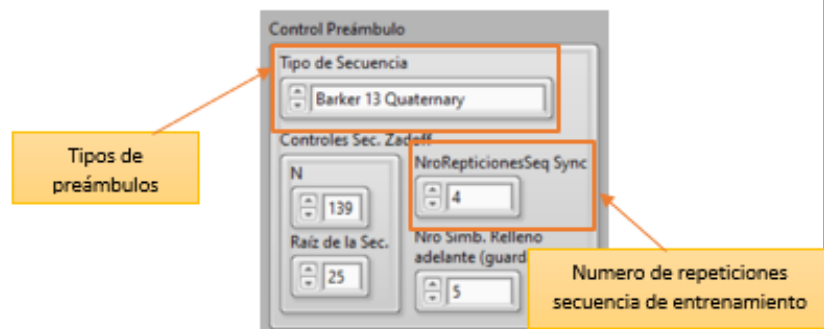 Control Preámbulo
Tipo de Secuencia
Barker 13 Quaternary
Tipos de
preámbulos
Controles Sec. Zadoff
N
139
Raíz de la Sec.
25
NroRepticionesSeq Sync
4
Nro Simb. Relleno
adelante (guard
5
Numero de repeticiones
secuencia de entrenamiento